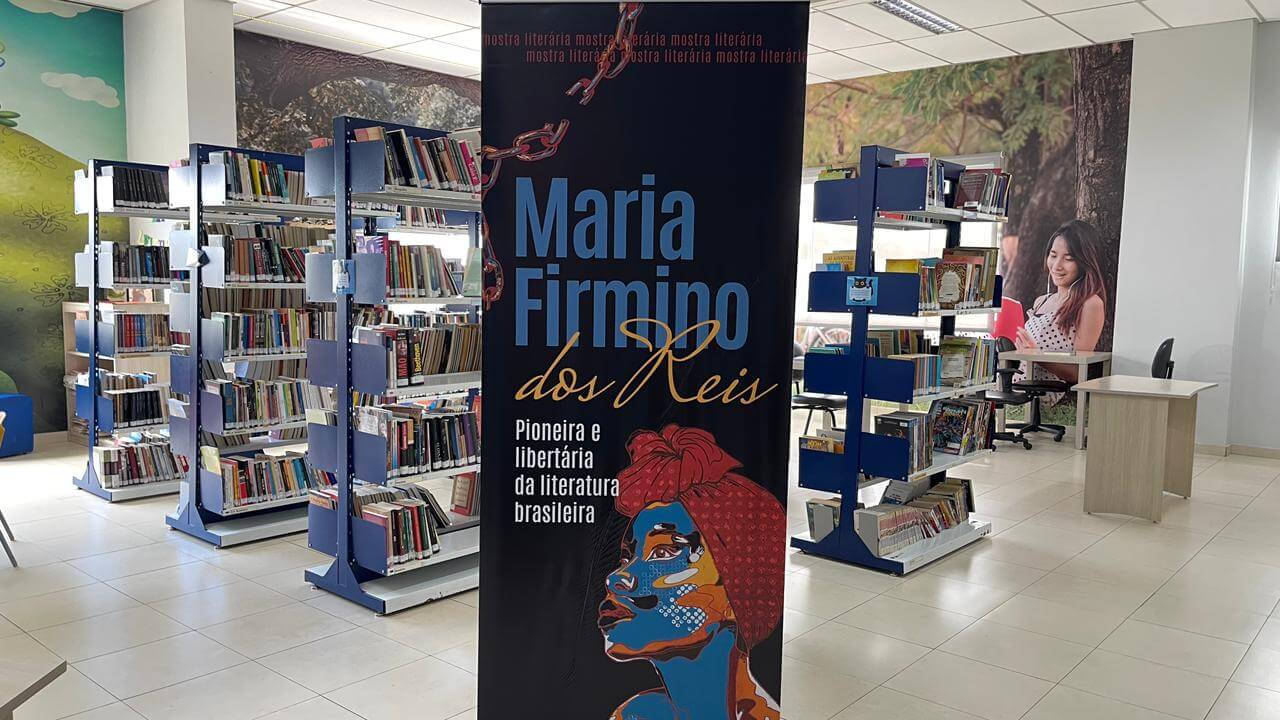 mostra literária mostra literária mostra literária
mostra literária mostra literária mostra literária
Maria
Firmino
dos Reis
Pioneira e
libertária
da literatura
brasileira
MAO